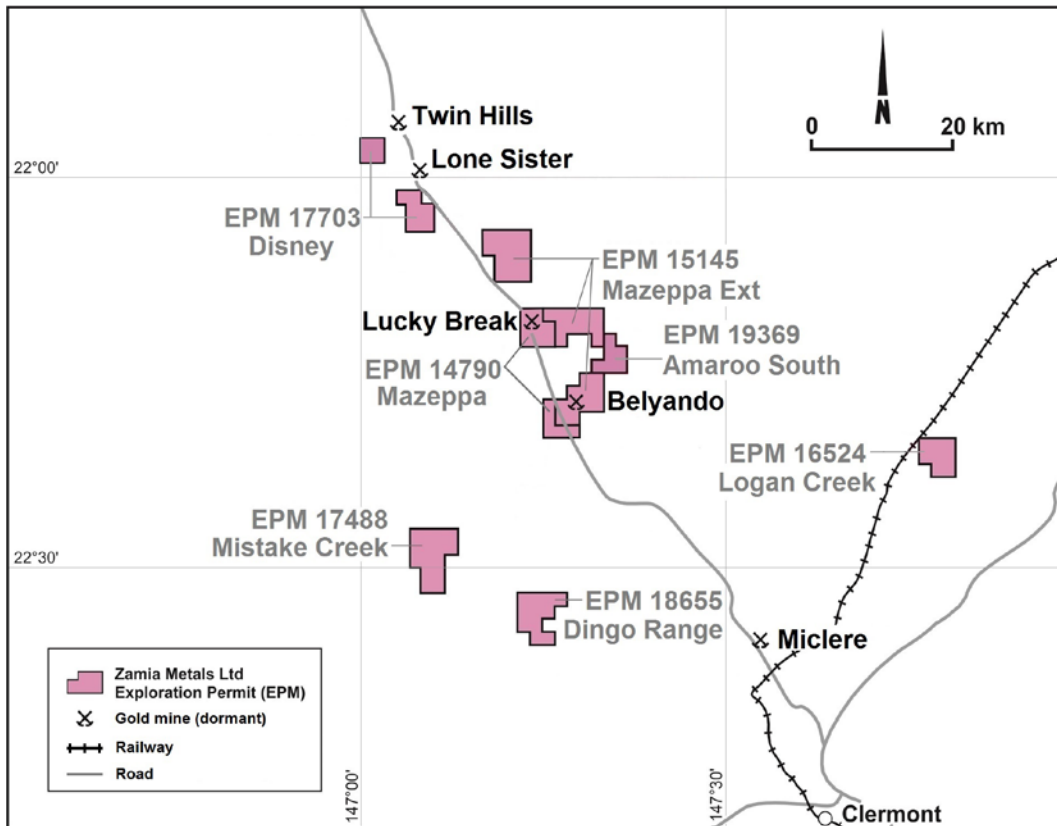 Twin Hills
N
0 20 km
Lone Sister
22°00'
EPM 17703
Disney
EPM 15145
Mazeppa Ext
Lucky Break
EPM 19369
Amaroo South
EPM 14790
Mazeppa
Belyando
EPM 16524
Logan Creek
EPM 17488
Mistake Creek
22°30'
EPM 18655
Dingo Range
Miclere
Zamia Metals Ltd
Exploration Permit (EPM)
Gold mine (dormant)
Railway
Road
147°00'
147°30'
Clermont